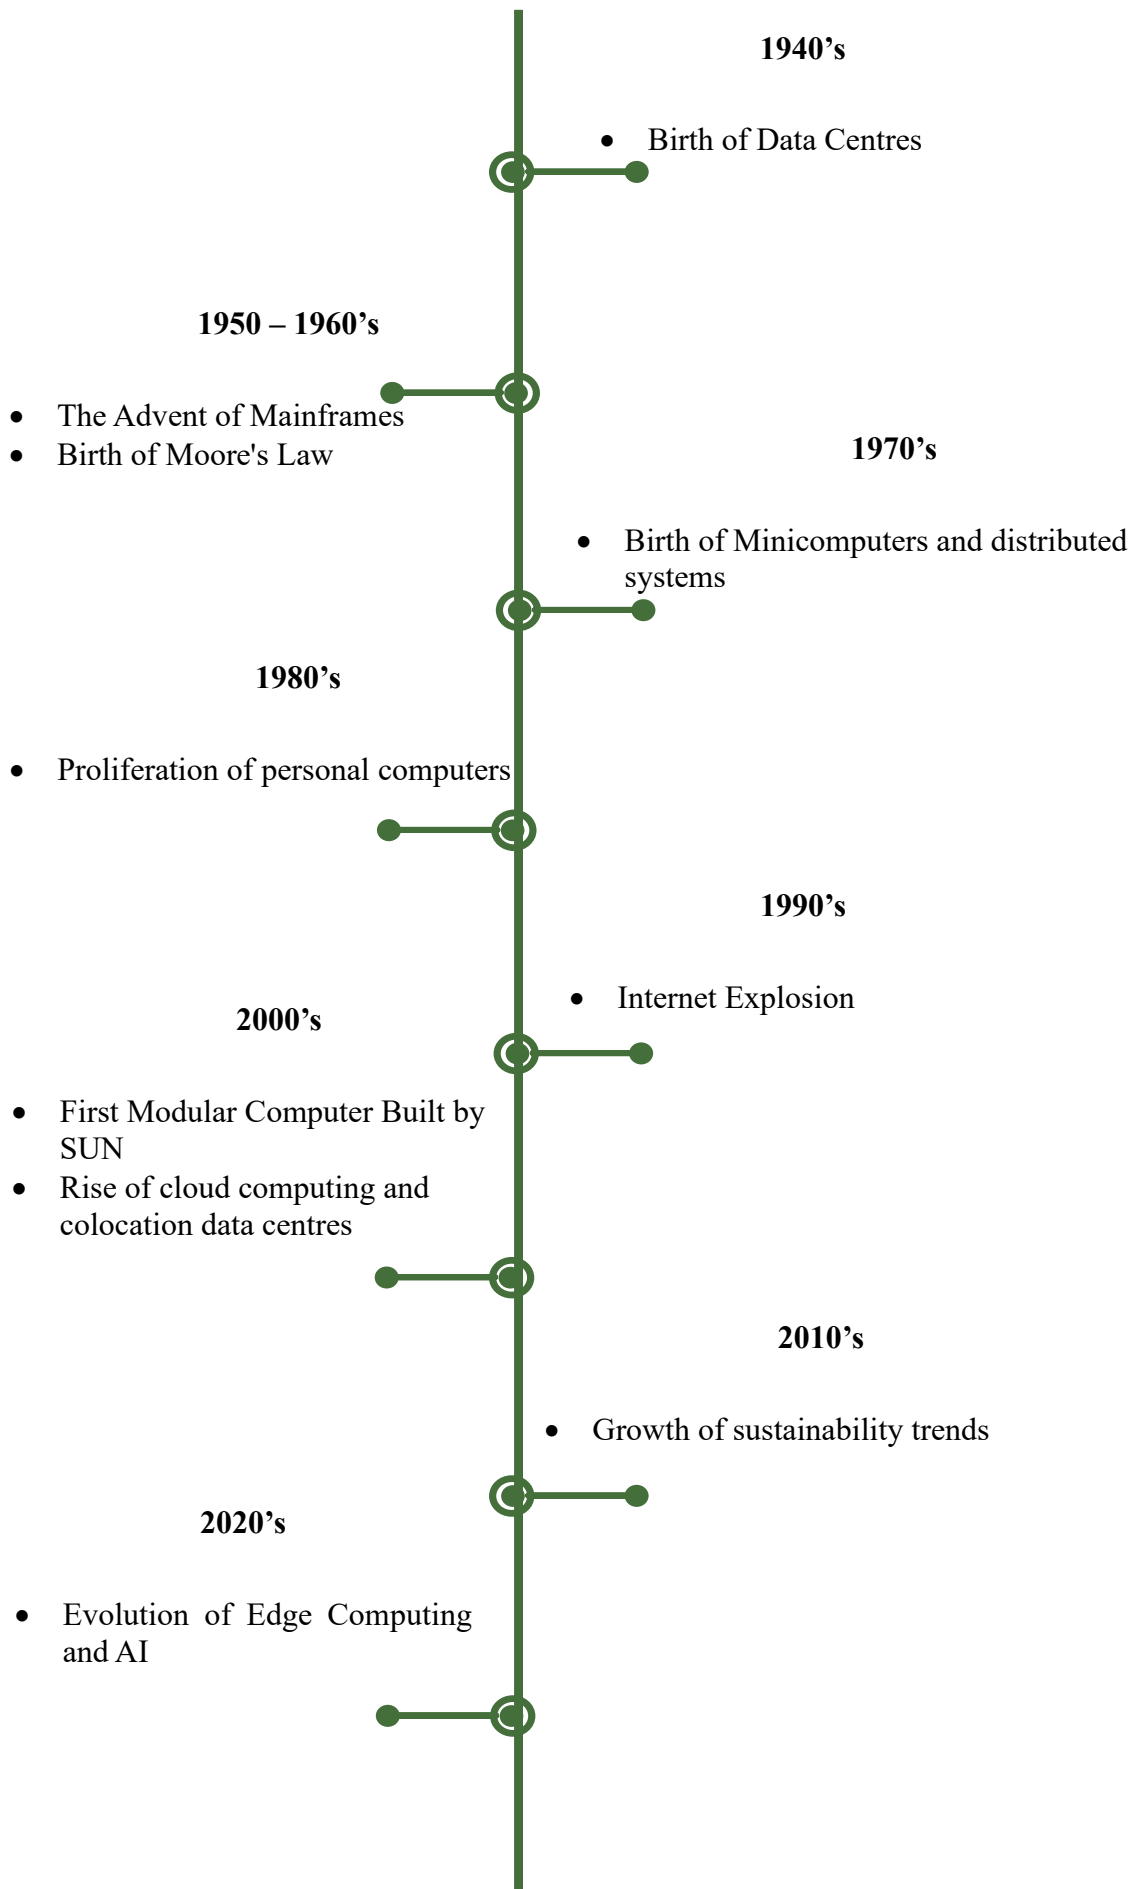 1940’s
• Birth of Data Centres
1950 – 1960’s
• The Advent of Mainframes
• Birth of Moore's Law
1970’s
• Birth of Minicomputers and distributed
systems
1980’s
• Proliferation of personal computers
1990’s
• Internet Explosion
2000’s
• First Modular Computer Built by
SUN
• Rise of cloud computing and
colocation data centres
2010’s
• Growth of sustainability trends
2020’s
• Evolution of Edge Computing
and AI